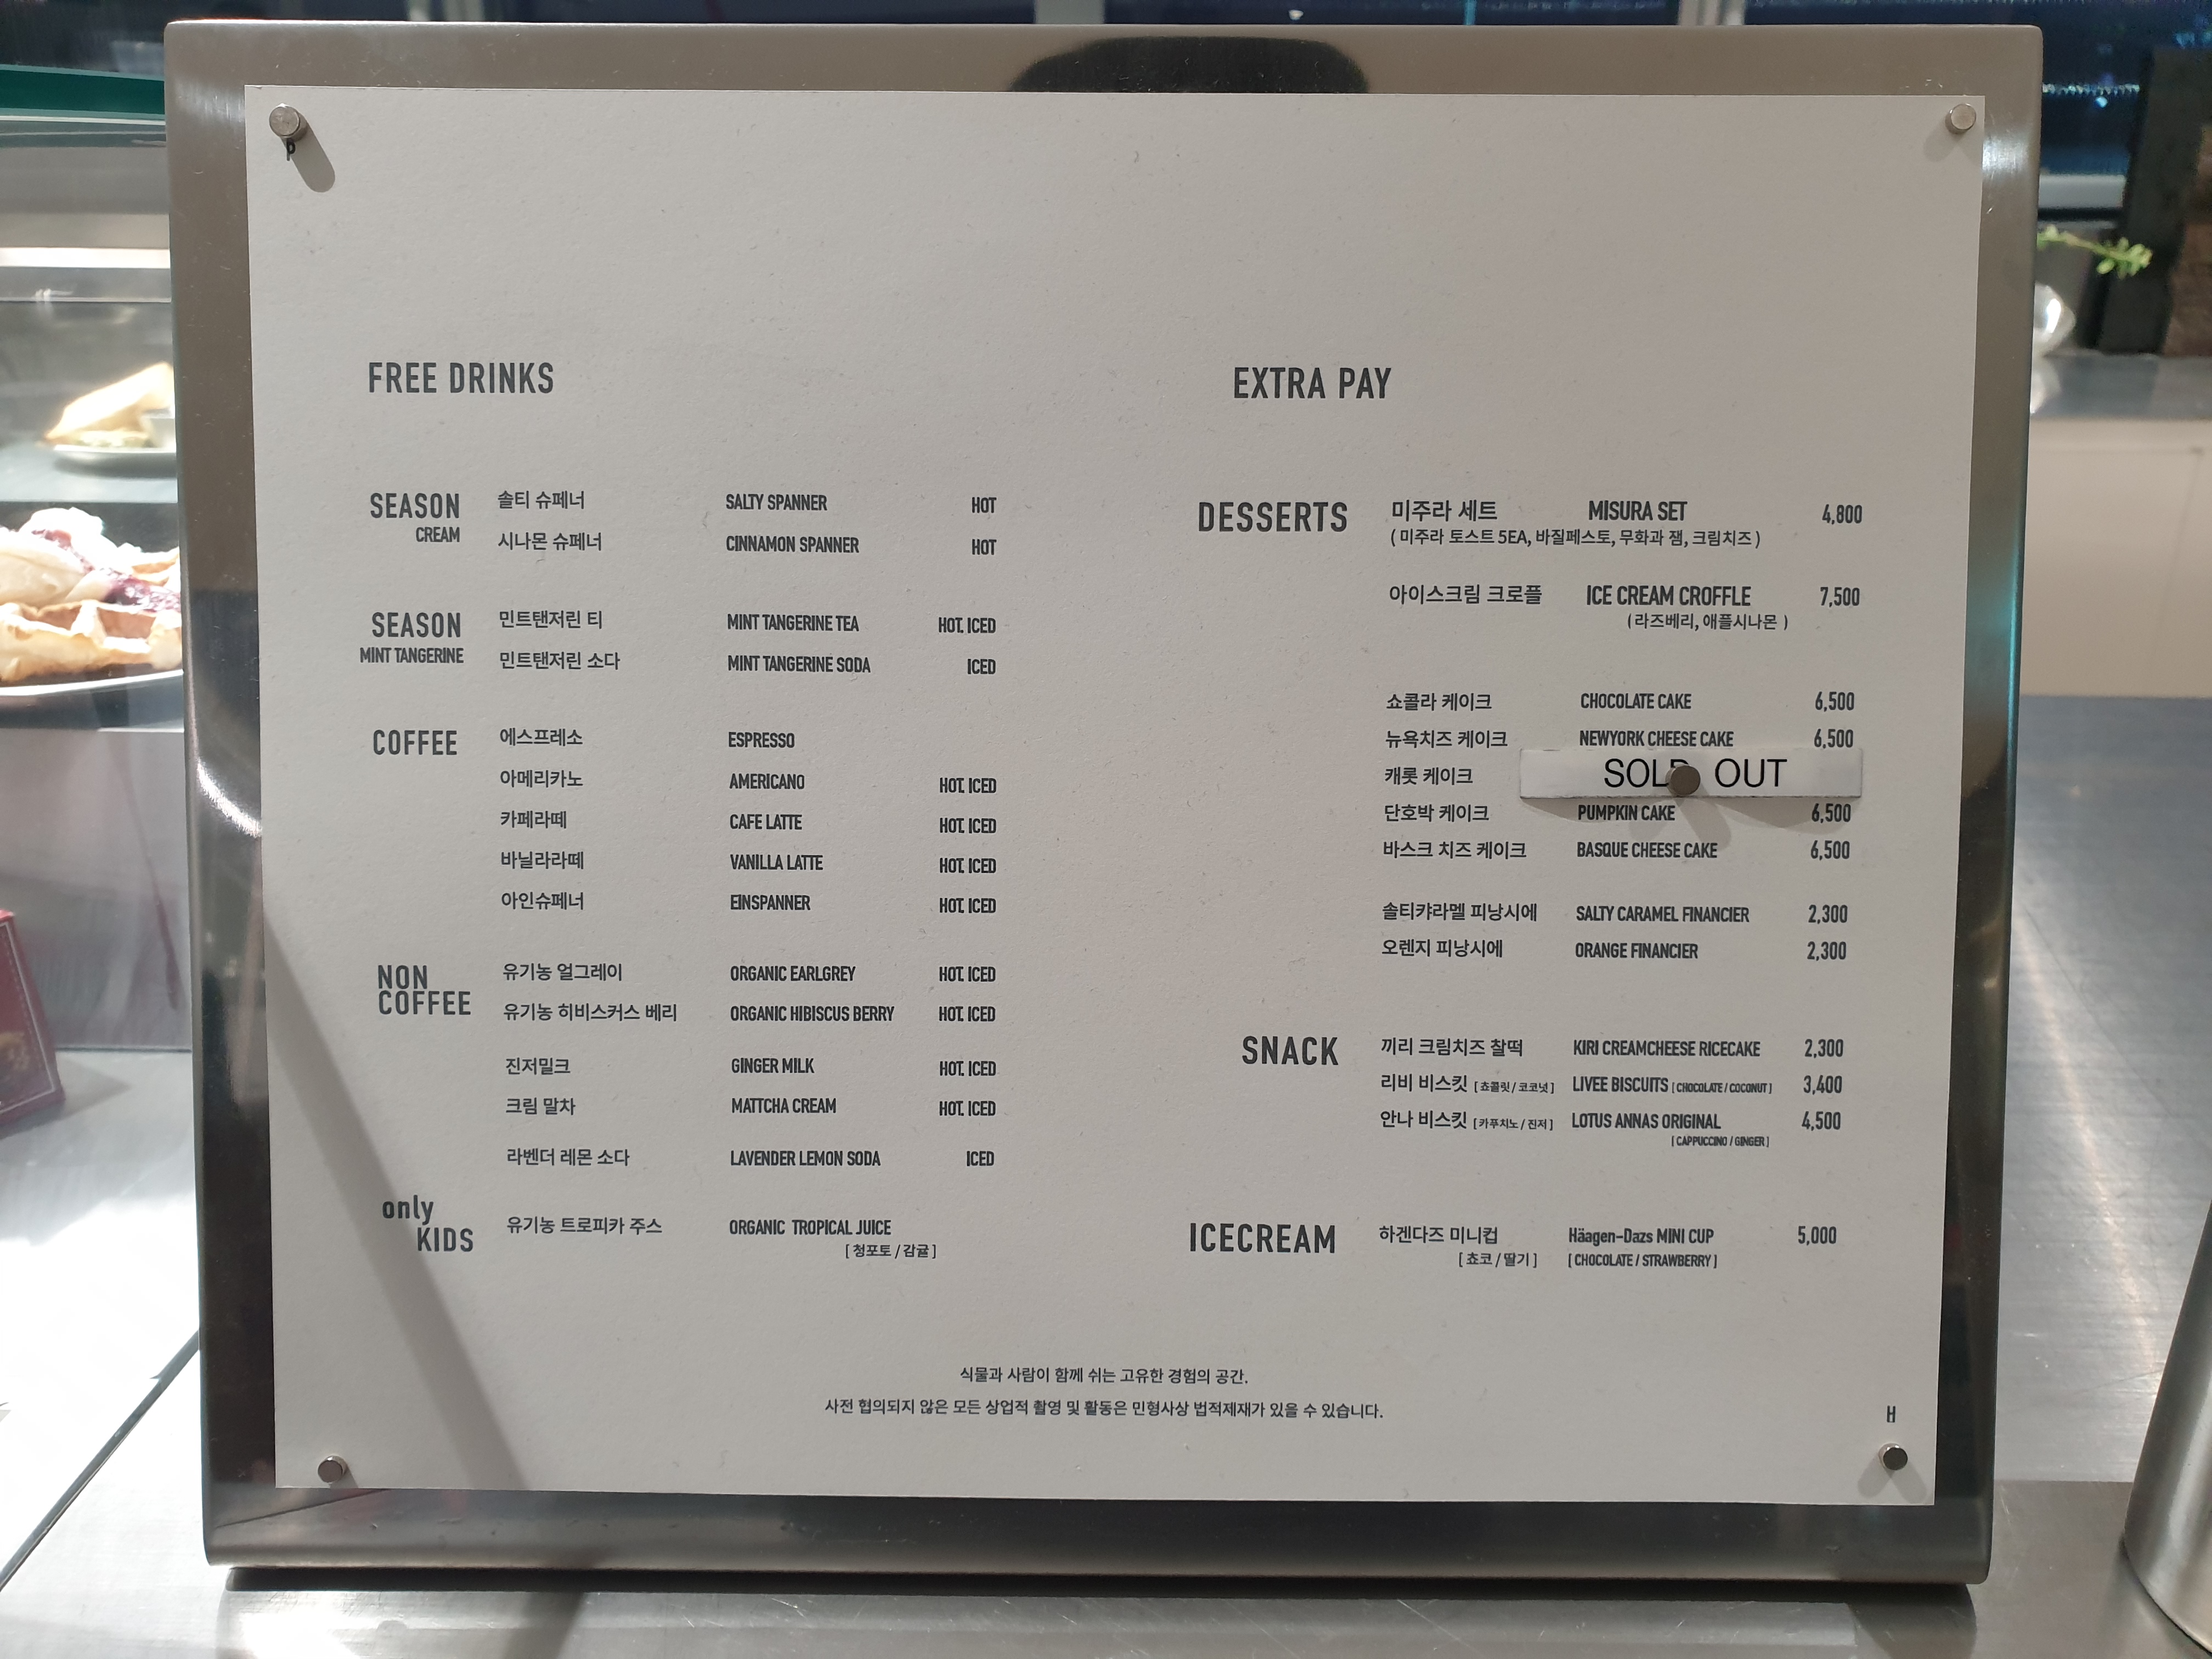 P
FREE DRINKS
SEASON 솔티 슈페너 SALTY SPANNER HOT
CREAM 시나몬 슈페너 CINNAMON SPANNER HOT
SEASON 민트탠저린 티 MINT TANGERINE TEA HOT. ICED
MINT TANGERINE 민트탠저린 소다 MINT TANGERINE SODA ICED
COFFEE 에스프레소 ESPRESSO
아메리카노 AMERICANO HOT. ICED
카페라떼 CAFE LATTE HOT. ICED
바닐라라떼 VANILLA LATTE HOT. ICED
아인슈페너 EINSPANNER HOT. ICED
NON 유기농 얼그레이 ORGANIC EARLGREY HOT. ICED
COFFEE 유기농 히비스커스 베리 ORGANIC HIBISCUS BERRY HOT. ICED
진저밀크 GINGER MILK HOT. ICED
크림 말차 MATTCHA CREAM HOT. ICED
라벤더 레몬 소다 LAVENDER LEMON SODA ICED
only
KIDS 유기농 트로피카 주스 ORGANIC TROPICAL JUICE
[ 청포토 / 감귤 ]
EXTRA PAY
DESSERTS 미주라 세트 MISURA SET 4,800
( 미주라 토스트 5EA, 바질페스토, 무화과 잼, 크림치즈 )
아이스크림 크로플 ICE CREAM CROFFLE 7,500
( 라즈베리, 애플시나몬 )
쇼콜라 케이크 CHOCOLATE CAKE 6,500
뉴욕치즈 케이크 NEWYORK CHEESE CAKE 6,500
캐롯 케이크 SOLD OUT
단호박 케이크 PUMPKIN CAKE 6,500
바스크 치즈 케이크 BASQUE CHEESE CAKE 6,500
솔티캬라멜 피낭시에 SALTY CARAMEL FINANCIER 2,300
오렌지 피낭시에 ORANGE FINANCIER 2,300
SNACK 끼리 크림치즈 찰떡 KIRI CREAMCHEESE RICECAKE 2,300
리비 비스킷 [ 쵸콜릿 / 코코넛 ] LIVEE BISCUITS [ CHOCOLATE / COCONUT ] 3,400
안나 비스킷 [ 카푸치노 / 진저 ] LOTUS ANNAS ORIGINAL 4,500
[ CAPPUCCINO / GINGER ]
ICECREAM 하겐다즈 미니컵 Häagen-Dazs MINI CUP 5,000
[ 쵸코 / 딸기 ] [ CHOCOLATE / STRAWBERRY ]
식물과 사람이 함께 쉬는 고유한 경험의 공간.
사전 협의되지 않은 모든 상업적 촬영 및 활동은 민형사상 법적제재가 있을 수 있습니다.
H